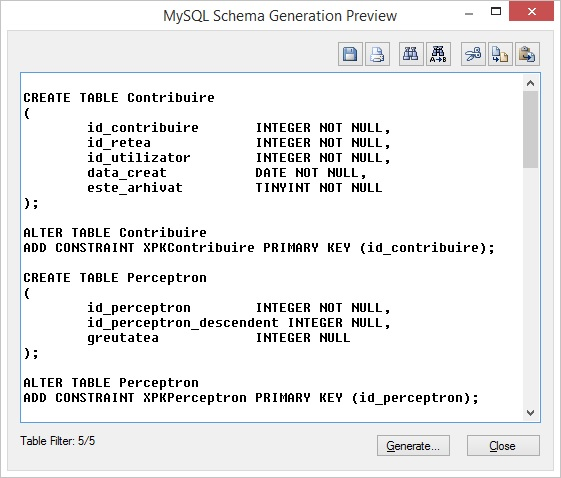 MySQL Schema Generation Preview
A→B
CREATE TABLE Contribuire
(
        id_contribuire       INTEGER NOT NULL,
        id_retea             INTEGER NOT NULL,
        id_utilizator        INTEGER NOT NULL,
        data_creat           DATE NOT NULL,
        este_arhivat         TINYINT NOT NULL
);
ALTER TABLE Contribuire
ADD CONSTRAINT XPKContribuire PRIMARY KEY (id_contribuire);
CREATE TABLE Perceptron
(
        id_perceptron        INTEGER NOT NULL,
        id_perceptron_descendent INTEGER NULL,
        greutatea            INTEGER NULL
);
ALTER TABLE Perceptron
ADD CONSTRAINT XPKPerceptron PRIMARY KEY (id_perceptron);
Table Filter: 5/5
Generate...
Close